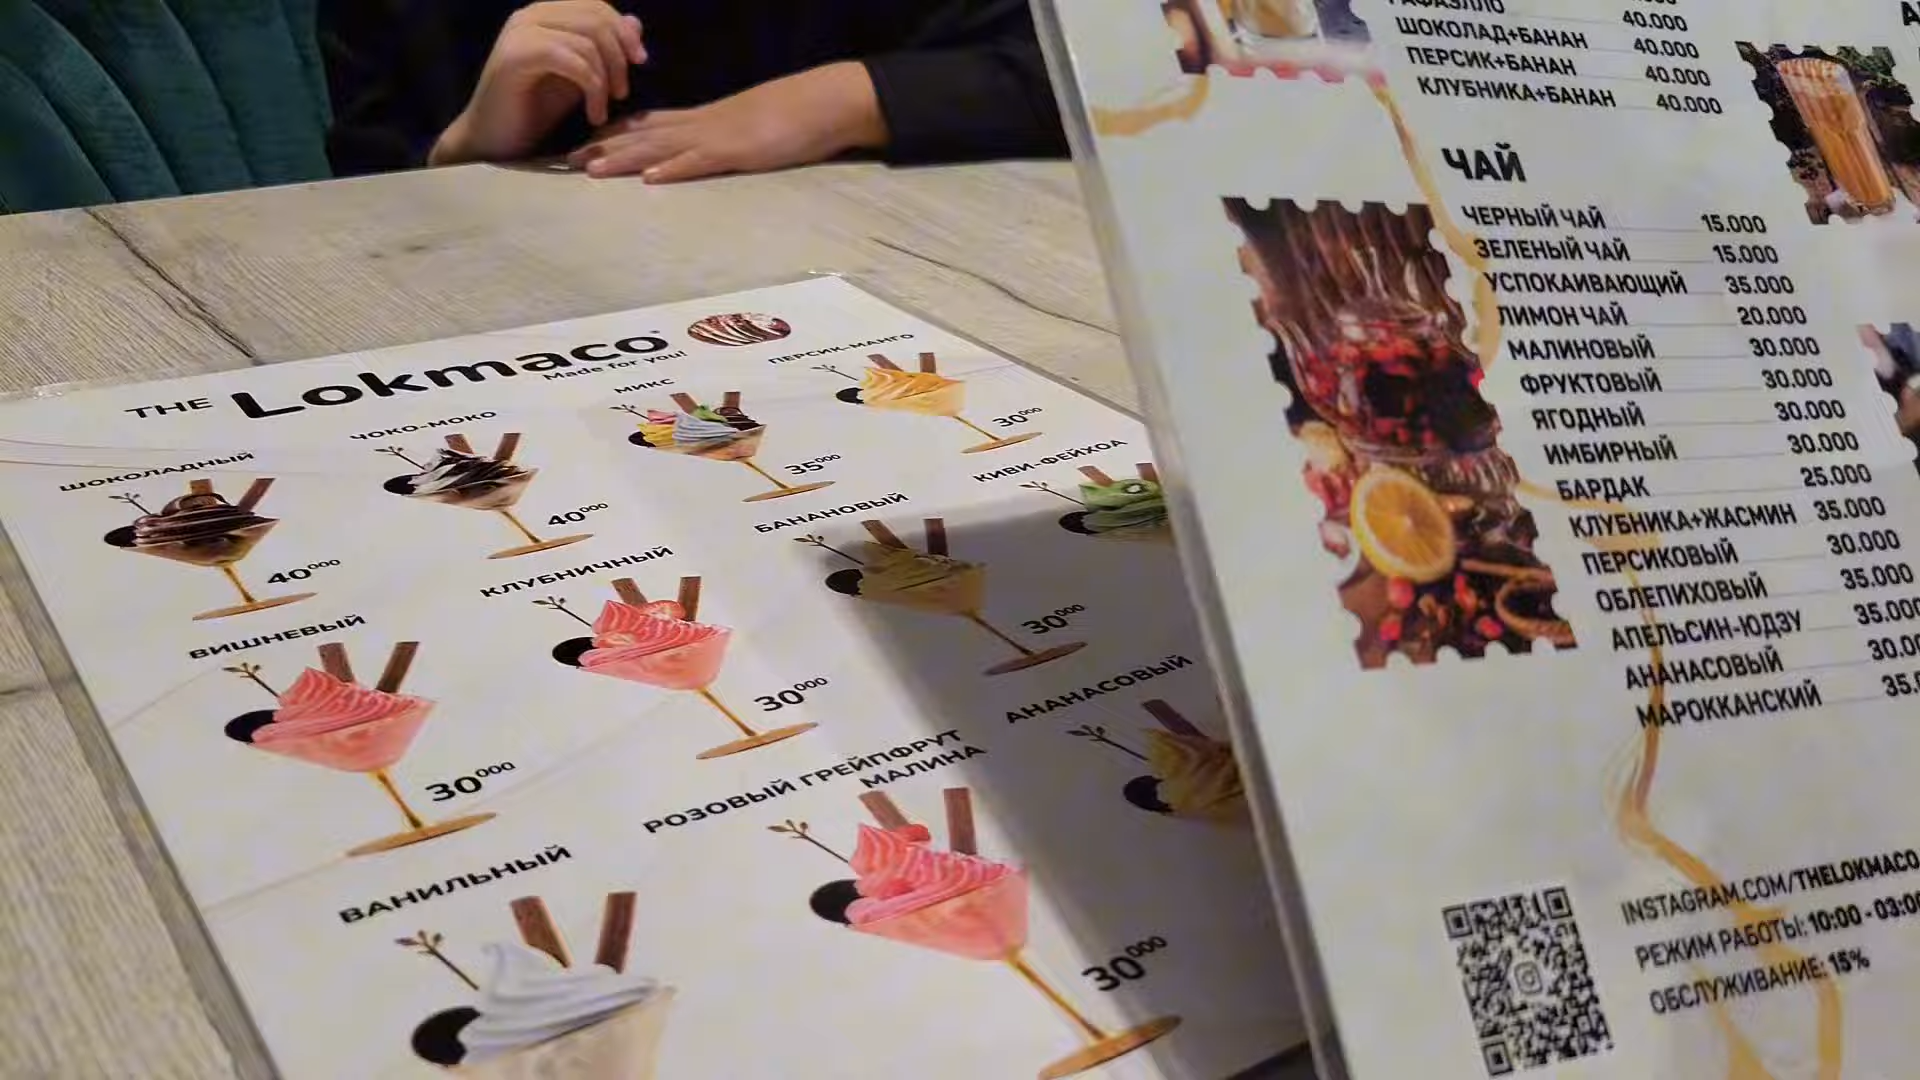 THE Lokmaco
Made for you!
ШОКОЛАДНЫЙ
40000
ЧОКО-МОКО
40000
МИКС
35000
ПЕРСИК-МАНГО
30000
ВИШНЕВЫЙ
30000
КЛУБНИЧНЫЙ
30000
БАНАНОВЫЙ
30000
КИВИ-ФЕЙХОА
ВАНИЛЬНЫЙ
РОЗОВЫЙ ГРЕЙПФРУТ
МАЛИНА
30000
АНАНАСОВЫЙ
РАФАЭЛЛО
ШОКОЛАД+БАНАН 40.000
ПЕРСИК+БАНАН 40.000
КЛУБНИКА+БАНАН 40.000
40.000
ЧАЙ
ЧЕРНЫЙ ЧАЙ 15.000
ЗЕЛЕНЫЙ ЧАЙ 15.000
УСПОКАИВАЮЩИЙ 35.000
ЛИМОН ЧАЙ 20.000
МАЛИНОВЫЙ 30.000
ФРУКТОВЫЙ 30.000
ЯГОДНЫЙ 30.000
ИМБИРНЫЙ 30.000
БАРДАК 25.000
КЛУБНИКА+ЖАСМИН 35.000
ПЕРСИКОВЫЙ 30.000
ОБЛЕПИХОВЫЙ 35.000
АПЕЛЬСИН-ЮДЗУ 35.000
АНАНАСОВЫЙ 30.00
МАРОККАНСКИЙ 35.
INSTAGRAM.COM/THELOKMACO
РЕЖИМ РАБОТЫ: 10:00 - 03:00
ОБСЛУЖИВАНИЕ: 15%